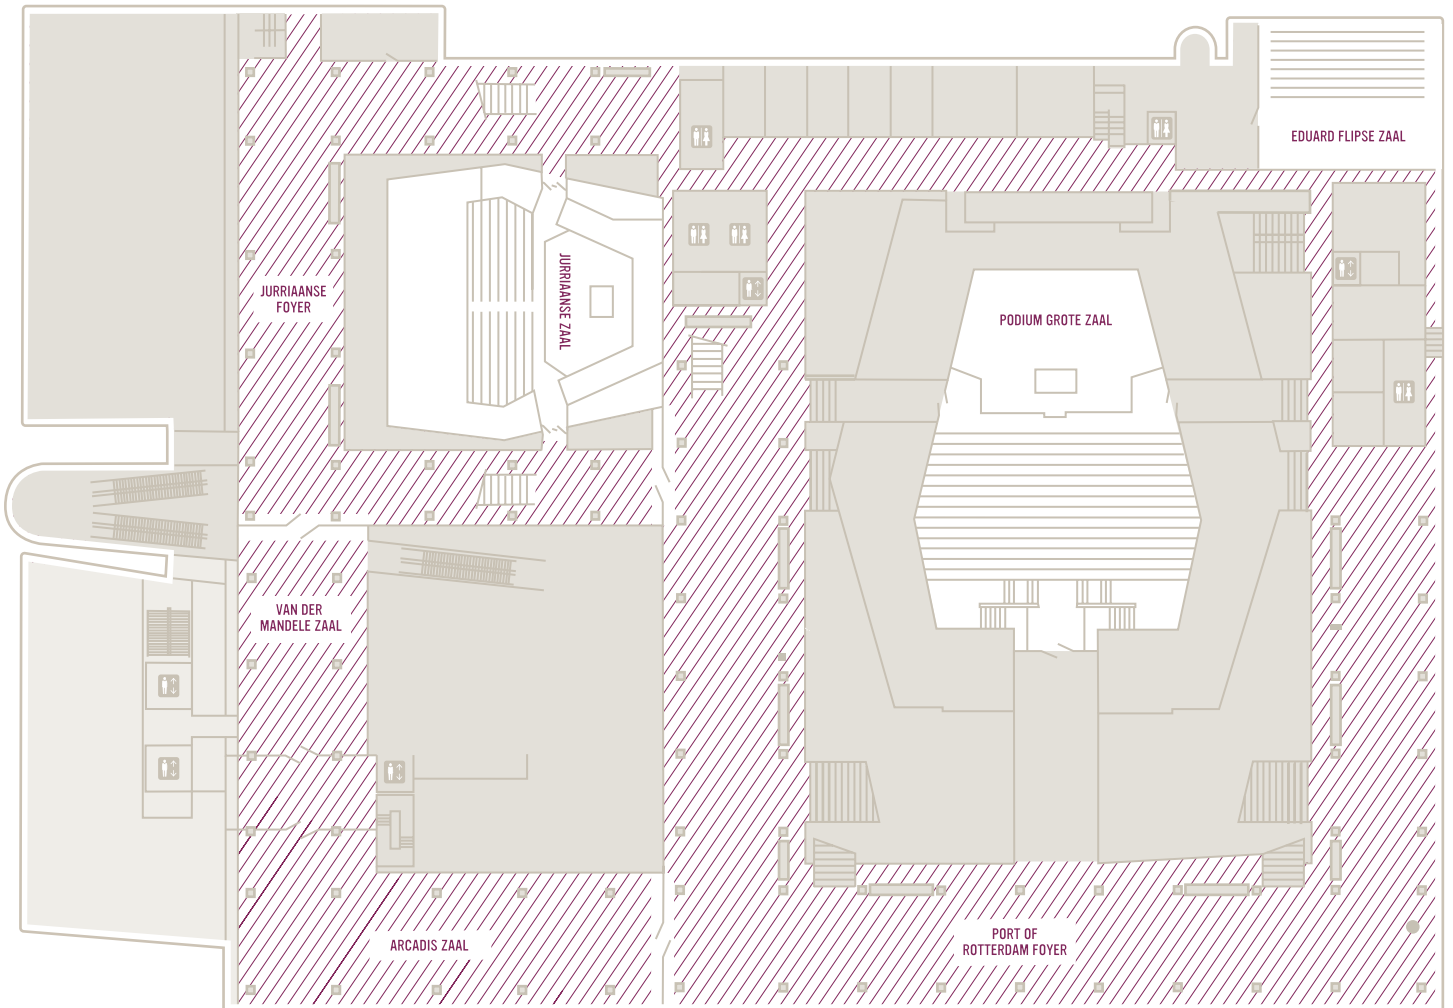 EDUARD FLIPSE ZAAL
JURRIAANSE
FOYER
JURRIAANSE ZAAL
PODIUM GROTE ZAAL
VAN DER
MANDELE ZAAL
ARCADIS ZAAL
PORT OF
ROTTERDAM FOYER